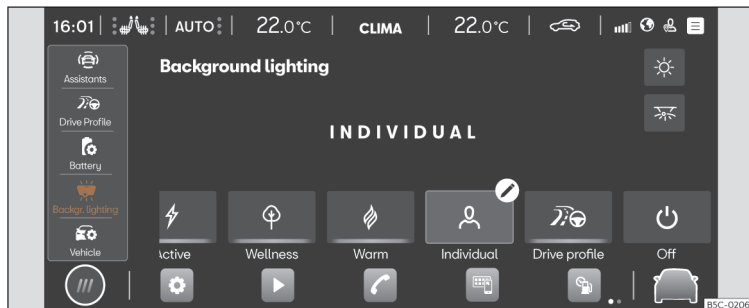 16:01 AUTO 22.0°C CLIMA 22.0°C
Assistants
Background lighting
Drive Profile
INDIVIDUAL
Battery
Backgr. lighting
Vehicle
Active Wellness Warm Individual Drive profile Off
B5C-0206